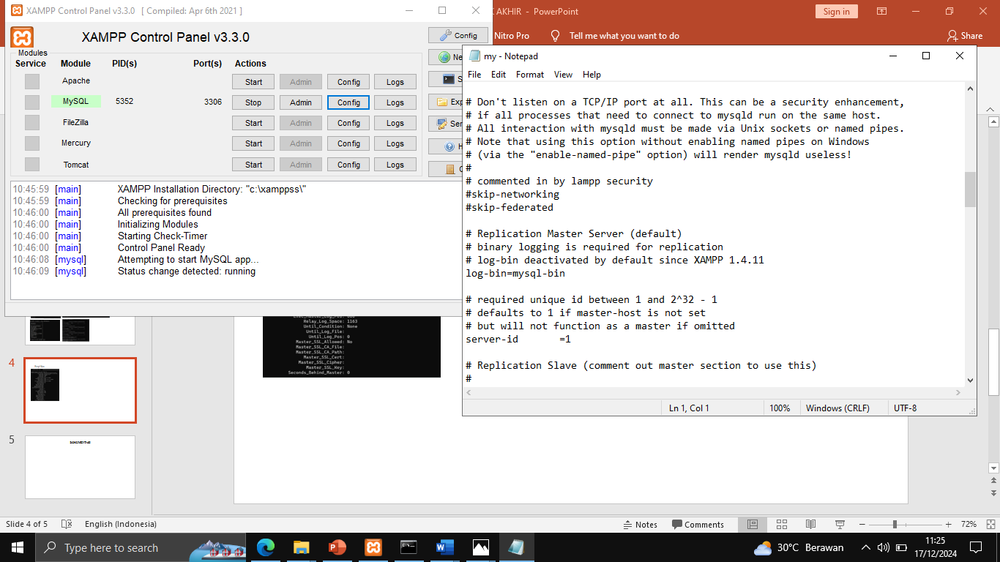 XAMPP Control Panel v3.3.0 [ Compiled: Apr 6th 2021 ]
AKHIR - PowerPoint
Sign in
Nitro Pro
Tell me what you want to do
Share
XAMPP Control Panel v3.3.0
Config
Modules
Service Module PID(s) Port(s) Actions
Apache Start Admin Config Logs
MySQL 5352 3306 Stop Admin Config Logs
FileZilla Start Admin Config Logs
Mercury Start Admin Config Logs
Tomcat Start Admin Config Logs
10:45:59 [main] XAMPP Installation Directory: "c:\xamppss\"
10:45:59 [main] Checking for prerequisites
10:46:00 [main] All prerequisites found
10:46:00 [main] Initializing Modules
10:46:00 [main] Starting Check-Timer
10:46:00 [main] Control Panel Ready
10:46:08 [mysql] Attempting to start MySQL app...
10:46:09 [mysql] Status change detected: running
my - Notepad
File Edit Format View Help
# Don't listen on a TCP/IP port at all. This can be a security enhancement,
# if all processes that need to connect to mysqld run on the same host.
# All interaction with mysqld must be made via Unix sockets or named pipes.
# Note that using this option without enabling named pipes on Windows
# (via the "enable-named-pipe" option) will render mysqld useless!
#
# commented in by lampp security
#skip-networking
#skip-federated
# Replication Master Server (default)
# binary logging is required for replication
# log-bin deactivated by default since XAMPP 1.4.11
log-bin=mysql-bin
# required unique id between 1 and 2^32 - 1
# defaults to 1 if master-host is not set
# but will not function as a master if omitted
server-id =1
# Replication Slave (comment out master section to use this)
#
Ln 1, Col 1 100% Windows (CRLF) UTF-8
Relay_Log_Space: 1163
Until_Condition: None
Until_Log_File:
Until_Log_Pos: 0
Master_SSL_Allowed: No
Master_SSL_CA_File:
Master_SSL_CA_Path:
Master_SSL_Cert:
Master_SSL_Cipher:
Master_SSL_Key:
Seconds_Behind_Master: 0
4
5
Slide 4 of 5 English (Indonesia) Notes Comments 72%
Type here to search
30°C Berawan
11:25
17/12/2024